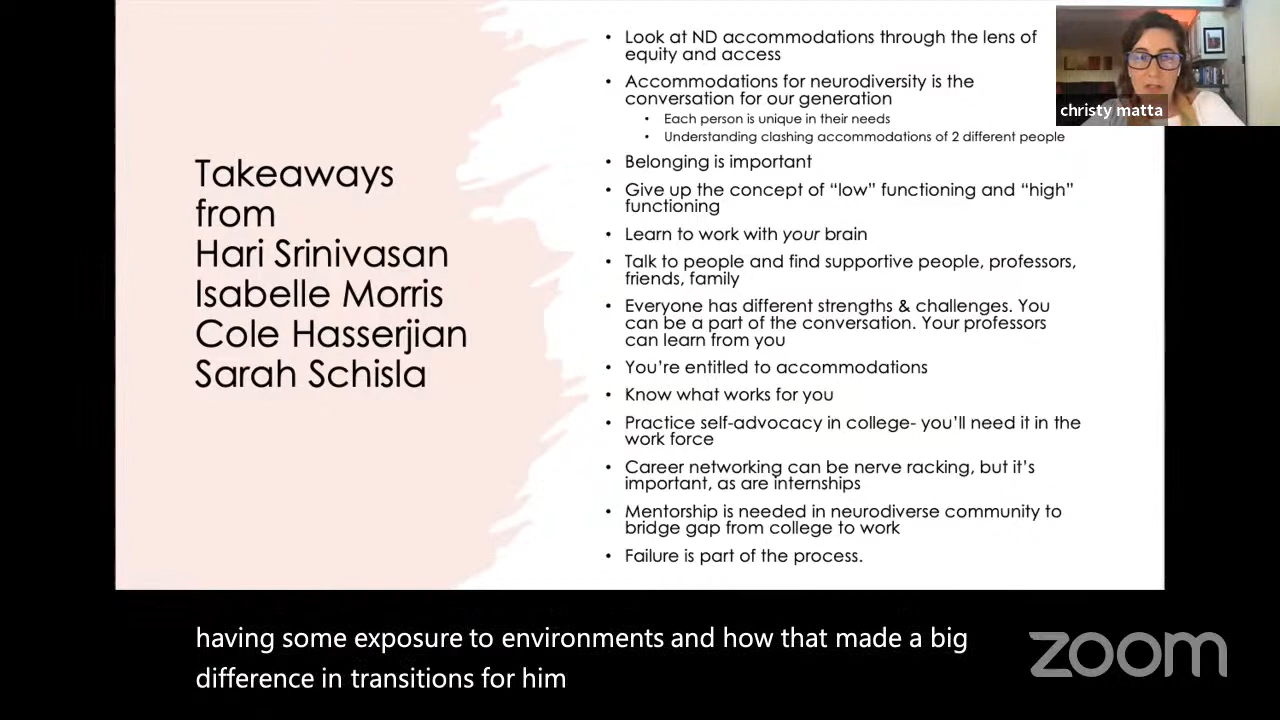 Takeaways
from
Hari Srinivasan
Isabelle Morris
Cole Hasserjian
Sarah Schisla
• Look at ND accommodations through the lens of
equity and access
• Accommodations for neurodiversity is the
conversation for our generation
• Each person is unique in their needs
• Understanding clashing accommodations of 2 different people
• Belonging is important
• Give up the concept of “low” functioning and “high”
functioning
• Learn to work with your brain
• Talk to people and find supportive people, professors,
friends, family
• Everyone has different strengths & challenges. You
can be a part of the conversation. Your professors
can learn from you
• You’re entitled to accommodations
• Know what works for you
• Practice self-advocacy in college- you’ll need it in the
work force
• Career networking can be nerve racking, but it’s
important, as are internships
• Mentorship is needed in neurodiverse community to
bridge gap from college to work
• Failure is part of the process.
christy matta
having some exposure to environments and how that made a big
difference in transitions for him
zoom